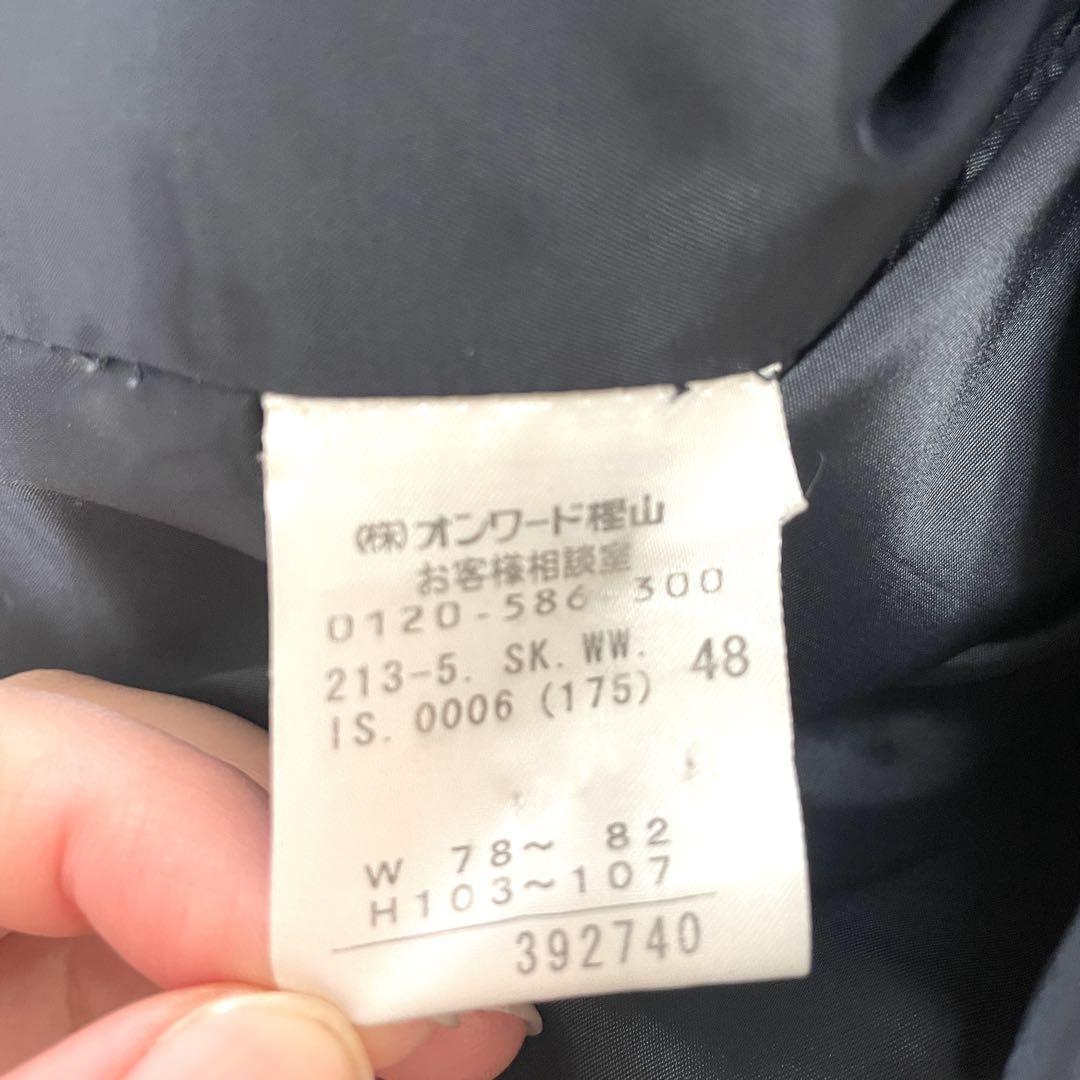 (株)オンワード樫山
お客様相談室
0120-586-300
213-5. SK. WW. 48
IS. 0006 (175)
W 78~ 82
H103~107
392740